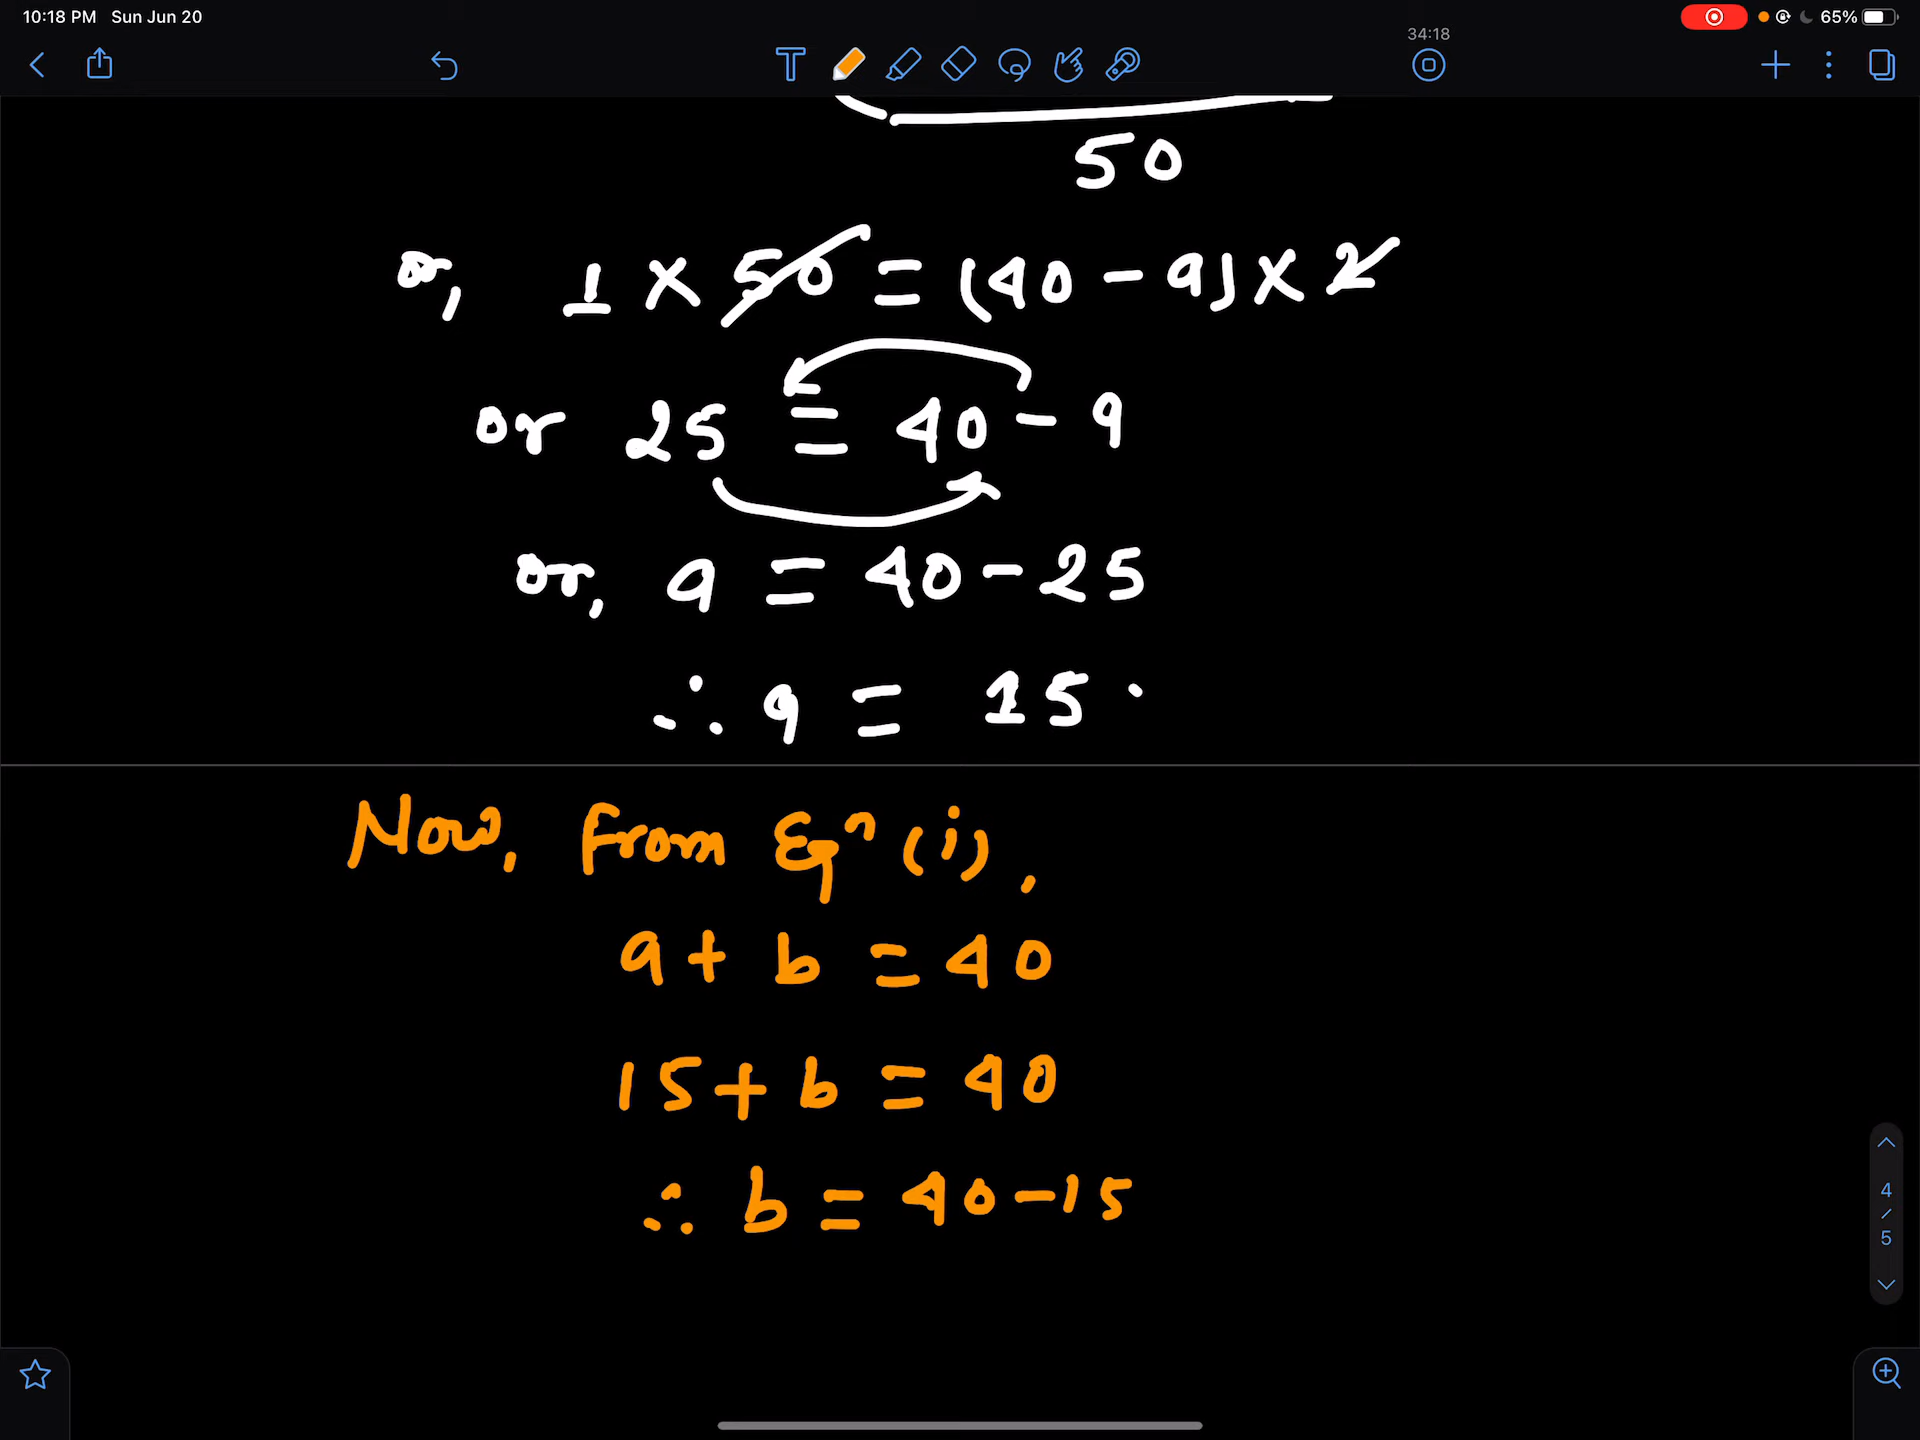 10:18 PM Sun Jun 20
65%
34:18
50
or, 1 × 50 = (40 - a) × 2
or 25 = 40 - a
or, a = 40 - 25
∴ a = 15.
Now, From Eqⁿ (i),
a + b = 40
15 + b = 40
∴ b = 40 - 15
4
/
5